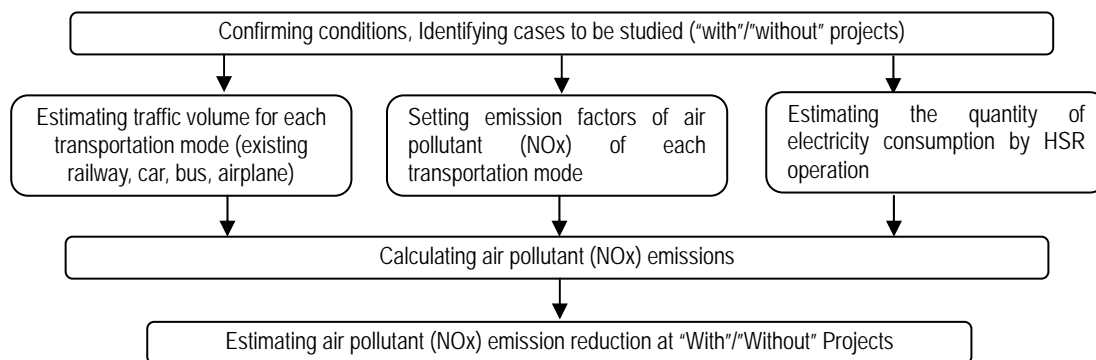 Confirming conditions, Identifying cases to be studied (“with”/”without” projects)
Estimating traffic volume for each
transportation mode (existing
railway, car, bus, airplane)
Setting emission factors of air
pollutant (NOx) of each
transportation mode
Estimating the quantity of
electricity consumption by HSR
operation
Calculating air pollutant (NOx) emissions
Estimating air pollutant (NOx) emission reduction at “With”/”Without” Projects